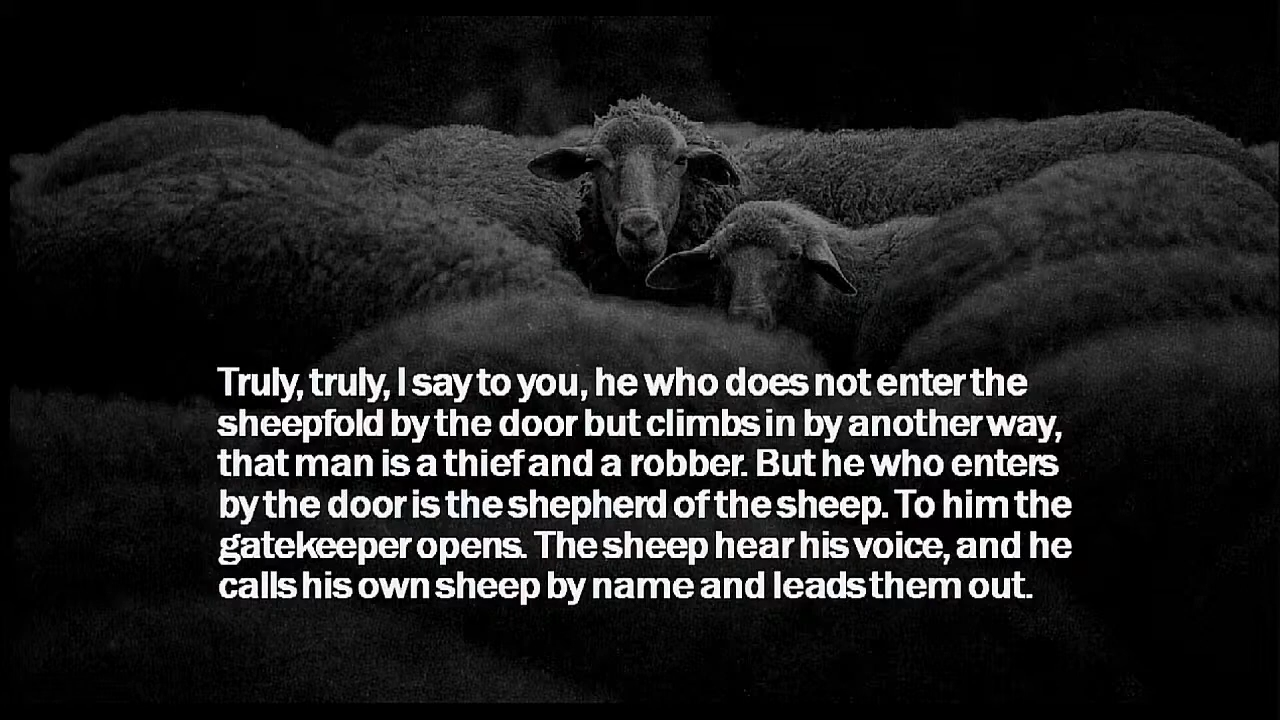 Truly, truly, I say to you, he who does not enter the
sheepfold by the door but climbs in by another way,
that man is a thief and a robber. But he who enters
by the door is the shepherd of the sheep. To him the
gatekeeper opens. The sheep hear his voice, and he
calls his own sheep by name and leads them out.